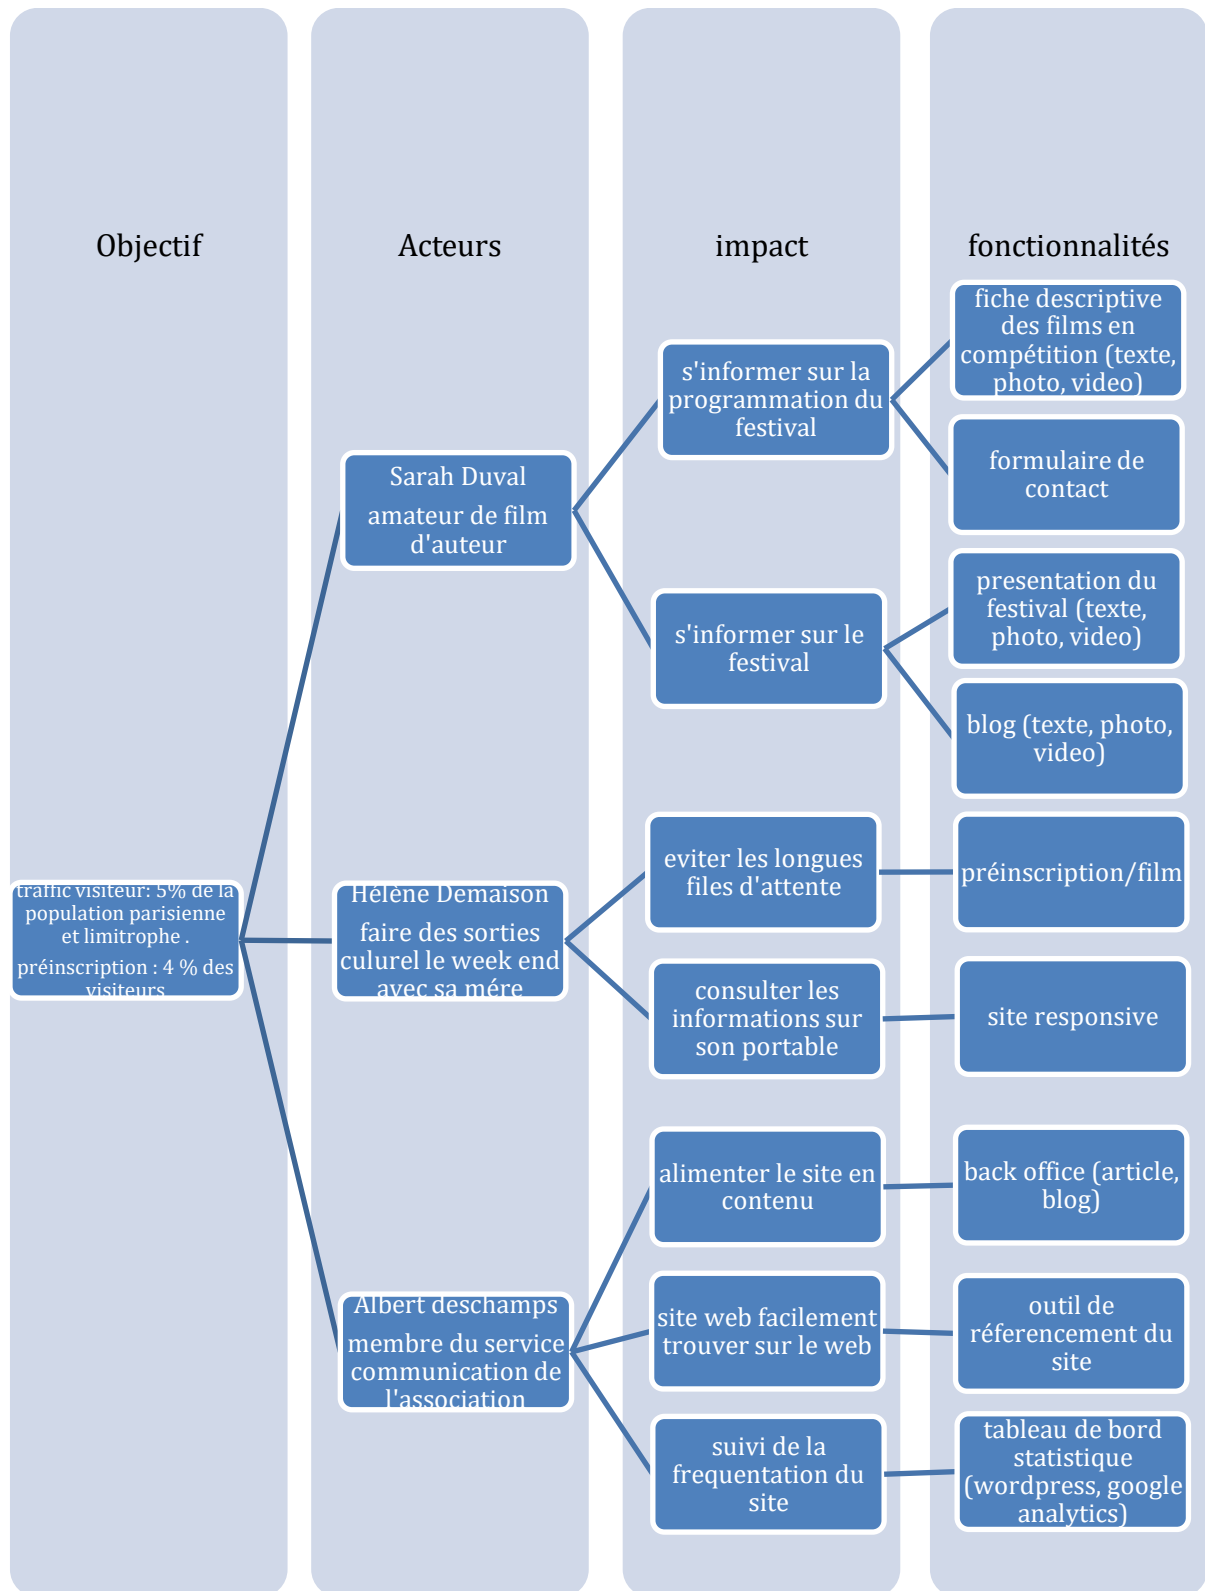 Objectif
Acteurs
impact
fonctionnalités
traffic visiteur: 5% de la
population parisienne
et limitrophe .
préinscription : 4 % des
visiteurs
Sarah Duval
amateur de film
d'auteur
s'informer sur la
programmation du
festival
fiche descriptive
des films en
compétition (texte,
photo, video)
formulaire de
contact
s'informer sur le
festival
presentation du
festival (texte,
photo, video)
blog (texte, photo,
video)
Hélène Demaison
faire des sorties
culurel le week end
avec sa mére
eviter les longues
files d'attente
préinscription/film
consulter les
informations sur
son portable
site responsive
Albert deschamps
membre du service
communication de
l'association
alimenter le site en
contenu
back office (article,
blog)
site web facilement
trouver sur le web
outil de
réferencement du
site
suivi de la
frequentation du
site
tableau de bord
statistique
(wordpress, google
analytics)